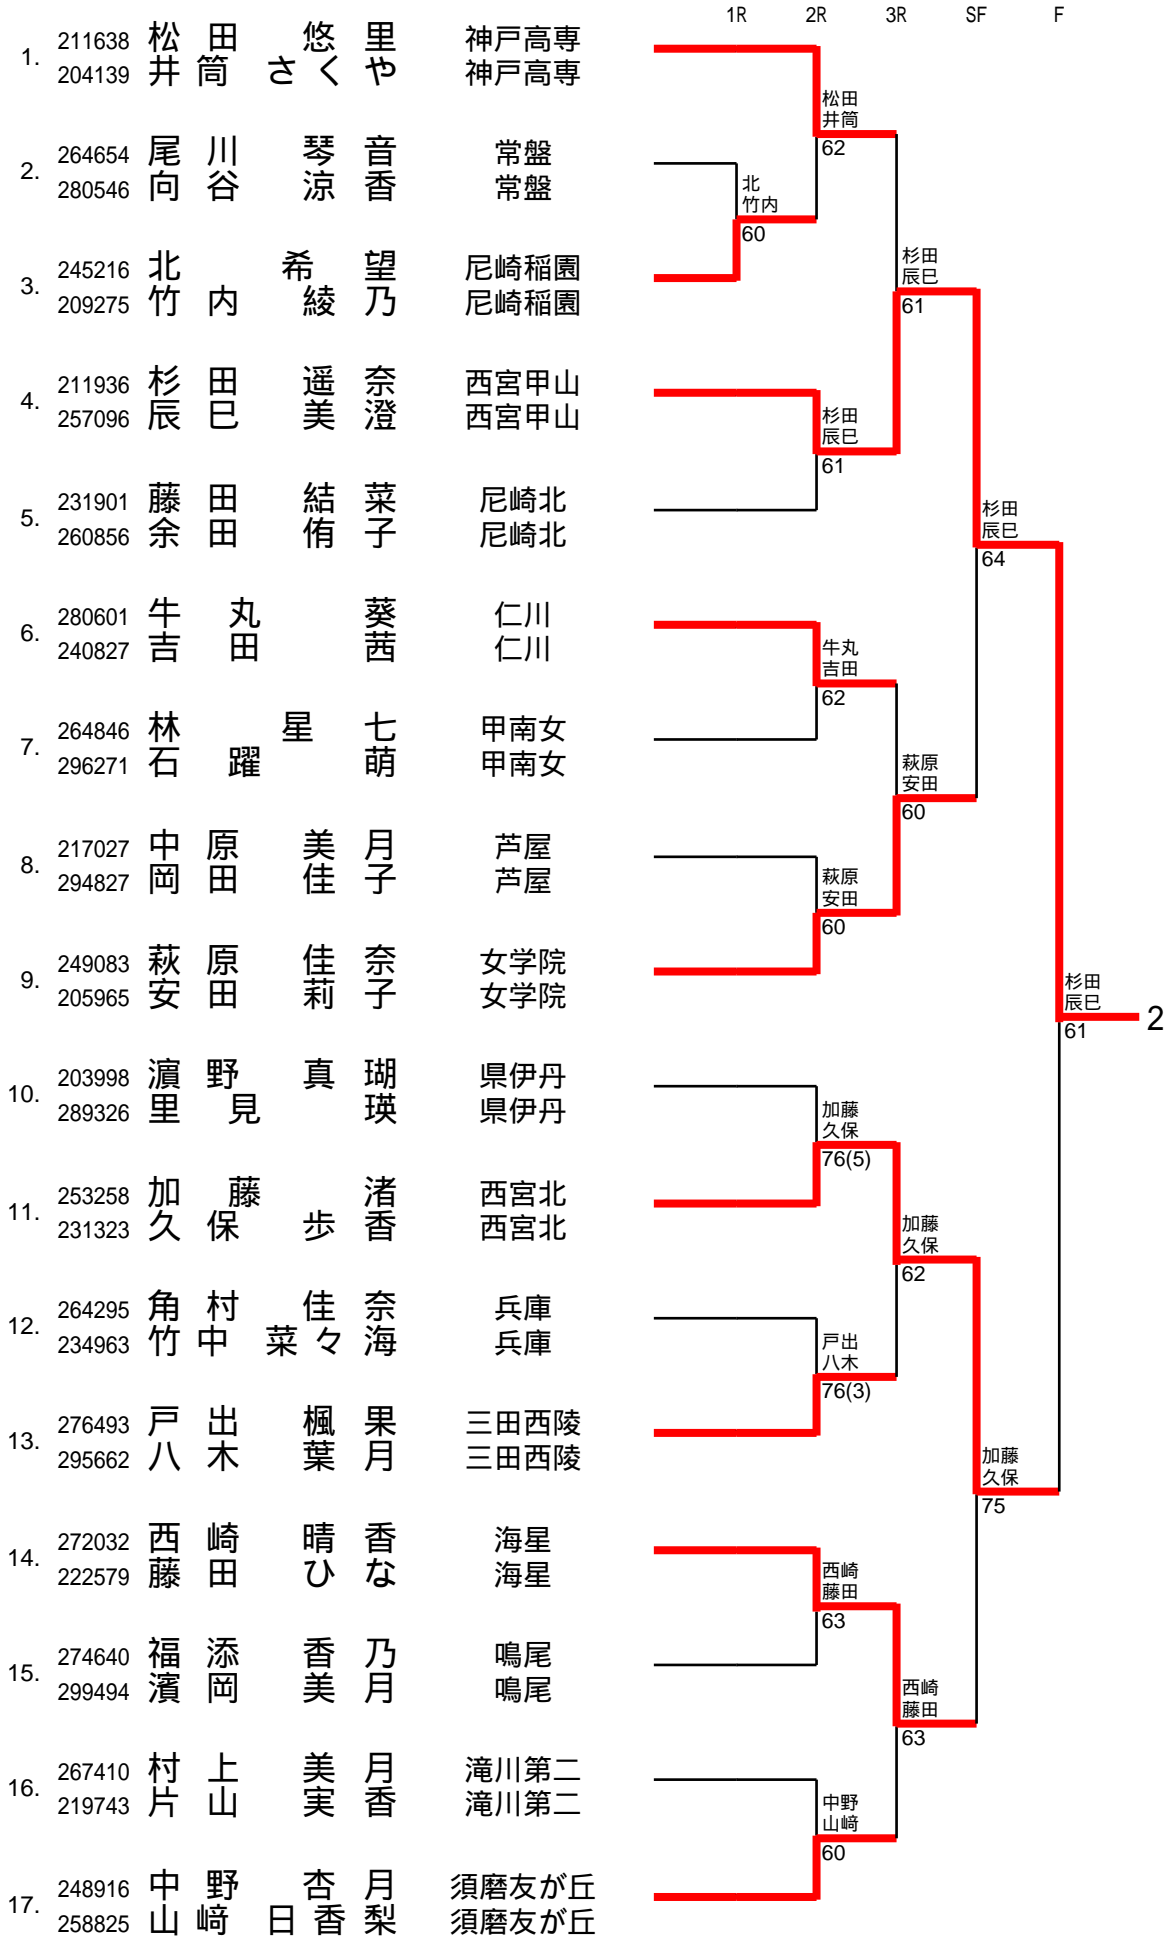 1R 2R 3R SF F
1. 211638 松田 悠里 神戸高専
204139 井筒 さくや 神戸高専
松田
井筒
62
2. 264654 尾川 琴音 常盤
280546 向谷 涼香 常盤
北
竹内
60
3. 245216 北 希望 尼崎稲園
209275 竹内 綾乃 尼崎稲園
杉田
辰巳
61
4. 211936 杉田 遥奈 西宮甲山
257096 辰巳 美澄 西宮甲山
杉田
辰巳
61
5. 231901 藤田 結菜 尼崎北
260856 余田 侑子 尼崎北
杉田
辰巳
64
6. 280601 牛丸 葵 仁川
240827 吉田 茜 仁川
牛丸
吉田
62
7. 264846 林 星七 甲南女
296271 石躍 萌 甲南女
萩原
安田
60
8. 217027 中原 美月 芦屋
294827 岡田 佳子 芦屋
萩原
安田
60
9. 249083 萩原 佳奈 女学院
205965 安田 莉子 女学院
杉田
辰巳
61
2
10. 203998 濵野 真瑚 県伊丹
289326 里見 瑛 県伊丹
加藤
久保
76(5)
11. 253258 加藤 渚 西宮北
231323 久保 歩香 西宮北
加藤
久保
62
12. 264295 角村 佳奈 兵庫
234963 竹中 菜々海 兵庫
戸出
八木
76(3)
13. 276493 戸出 楓果 三田西陵
295662 八木 葉月 三田西陵
加藤
久保
75
14. 272032 西崎 晴香 海星
222579 藤田 ひな 海星
西崎
藤田
63
15. 274640 福添 香乃 鳴尾
299494 濱岡 美月 鳴尾
西崎
藤田
63
16. 267410 村上 美月 滝川第二
219743 片山 実香 滝川第二
中野
山﨑
60
17. 248916 中野 杏月 須磨友が丘
258825 山﨑 日香梨 須磨友が丘